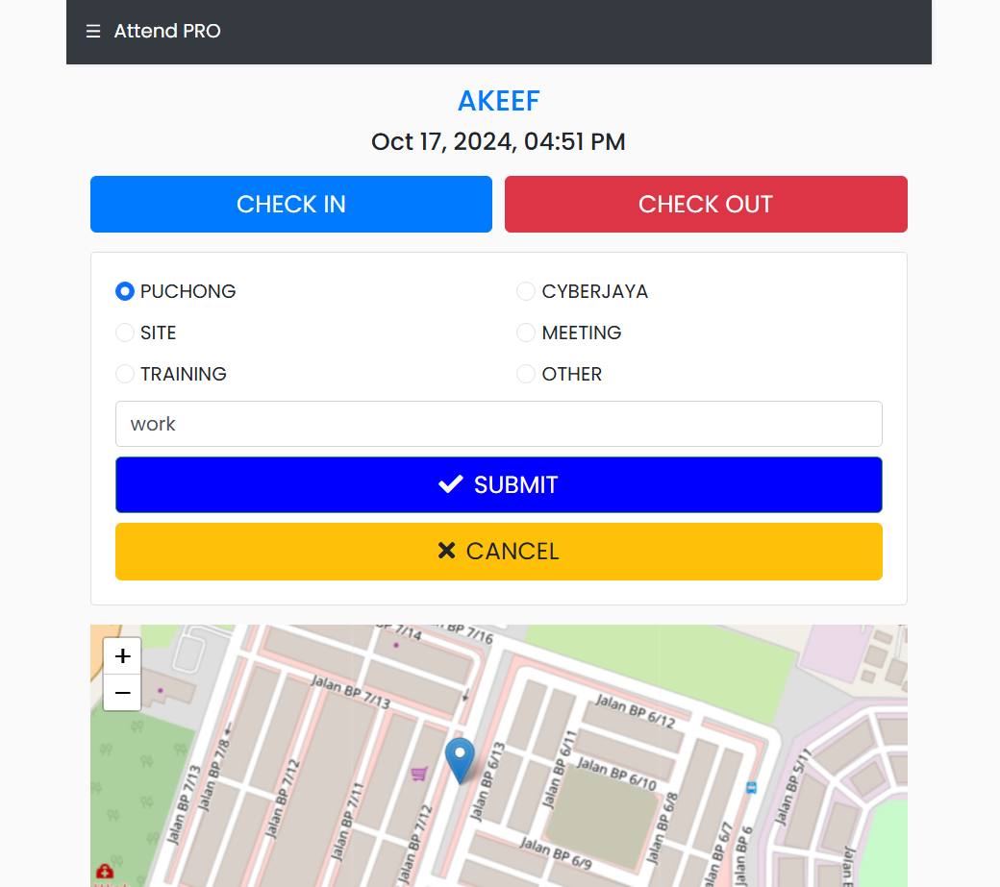 ☰ Attend PRO
AKEEF
Oct 17, 2024, 04:51 PM
CHECK IN
CHECK OUT
PUCHONG
CYBERJAYA
SITE
MEETING
TRAINING
OTHER
work
SUBMIT
CANCEL
+
−
BP 7/14
BP 7/16
Jalan BP 7/13
Jalan BP 6/12
Jalan BP 7/8
Jalan BP 7/13
Jalan BP 7/12
Jalan BP 7/11
Jalan BP 7/12
Jalan BP 6/13
Jalan BP 6/11
Jalan BP 6/10
Jalan BP 6/8
Jalan BP 6/7
Jalan BP 6
Jalan BP 5/11
Jalan BP 6/9
Jalan